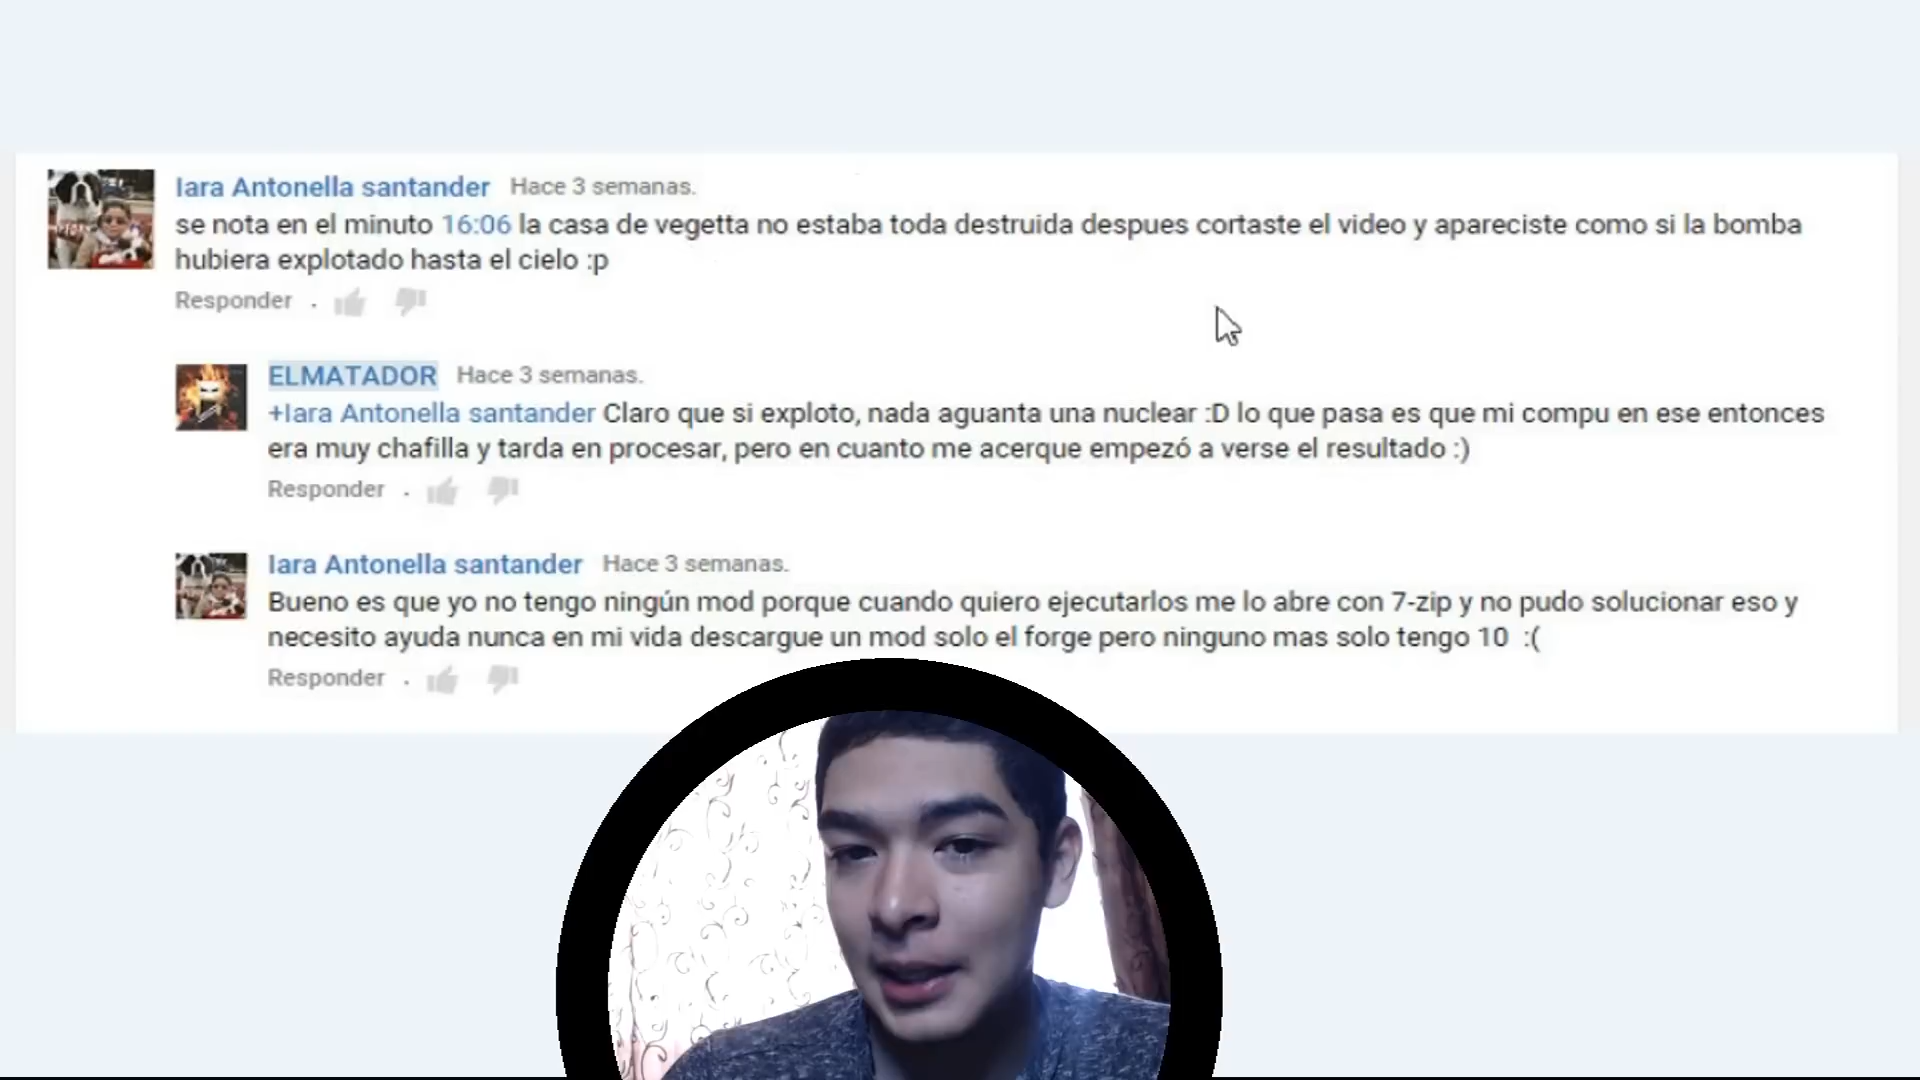 Iara Antonella santander Hace 3 semanas.
se nota en el minuto 16:06 la casa de vegetta no estaba toda destruida despues cortaste el video y apareciste como si la bomba
hubiera explotado hasta el cielo :p
Responder .
ELMATADOR Hace 3 semanas.
+Iara Antonella santander Claro que si exploto, nada aguanta una nuclear :D lo que pasa es que mi compu en ese entonces
era muy chafilla y tarda en procesar, pero en cuanto me acerque empezó a verse el resultado :)
Responder .
Iara Antonella santander Hace 3 semanas.
Bueno es que yo no tengo ningún mod porque cuando quiero ejecutarlos me lo abre con 7-zip y no pudo solucionar eso y
necesito ayuda nunca en mi vida descargue un mod solo el forge pero ninguno mas solo tengo 10 :(
Responder .